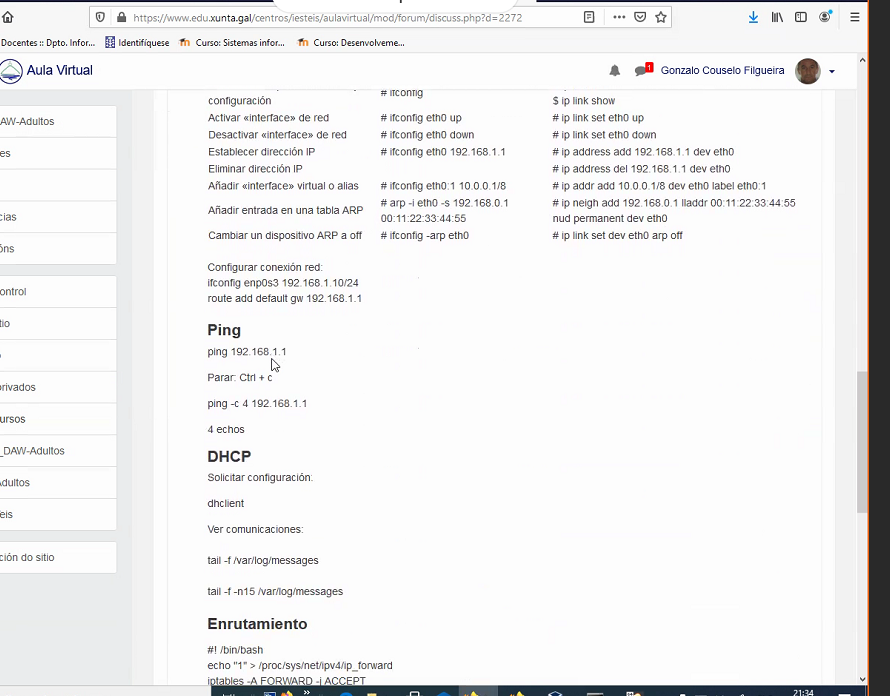 https://www.edu.xunta.gal/centros/iesteis/aulavirtual/mod/forum/discuss.php?d=2272
Docentes :: Dpto. Infor... Identifíquese Curso: Sistemas infor... Curso: Desenvolveme...
Aula Virtual
1
Gonzalo Couselo Filgueira
AW-Adultos
es
cias
óns
ontrol
tio
o
rivados
ursos
_DAW-Adultos
Adultos
eis
ción do sitio
configuración # ifconfig $ ip link show
Activar «interface» de red # ifconfig eth0 up # ip link set eth0 up
Desactivar «interface» de red # ifconfig eth0 down # ip link set eth0 down
Establecer dirección IP # ifconfig eth0 192.168.1.1 # ip address add 192.168.1.1 dev eth0
Eliminar dirección IP # ip address del 192.168.1.1 dev eth0
Añadir «interface» virtual o alias # ifconfig eth0:1 10.0.0.1/8 # ip addr add 10.0.0.1/8 dev eth0 label eth0:1
Añadir entrada en una tabla ARP # arp -i eth0 -s 192.168.0.1 # ip neigh add 192.168.0.1 lladdr 00:11:22:33:44:55
00:11:22:33:44:55 nud permanent dev eth0
Cambiar un dispositivo ARP a off # ifconfig -arp eth0 # ip link set dev eth0 arp off
Configurar conexión red:
ifconfig enp0s3 192.168.1.10/24
route add default gw 192.168.1.1
Ping
ping 192.168.1.1
Parar: Ctrl + c
ping -c 4 192.168.1.1
4 echos
DHCP
Solicitar configuración:
dhclient
Ver comunicaciones:
tail -f /var/log/messages
tail -f -n15 /var/log/messages
Enrutamiento
#! /bin/bash
echo "1" > /proc/sys/net/ipv4/ip_forward
iptables -A FORWARD -j ACCEPT
21:34